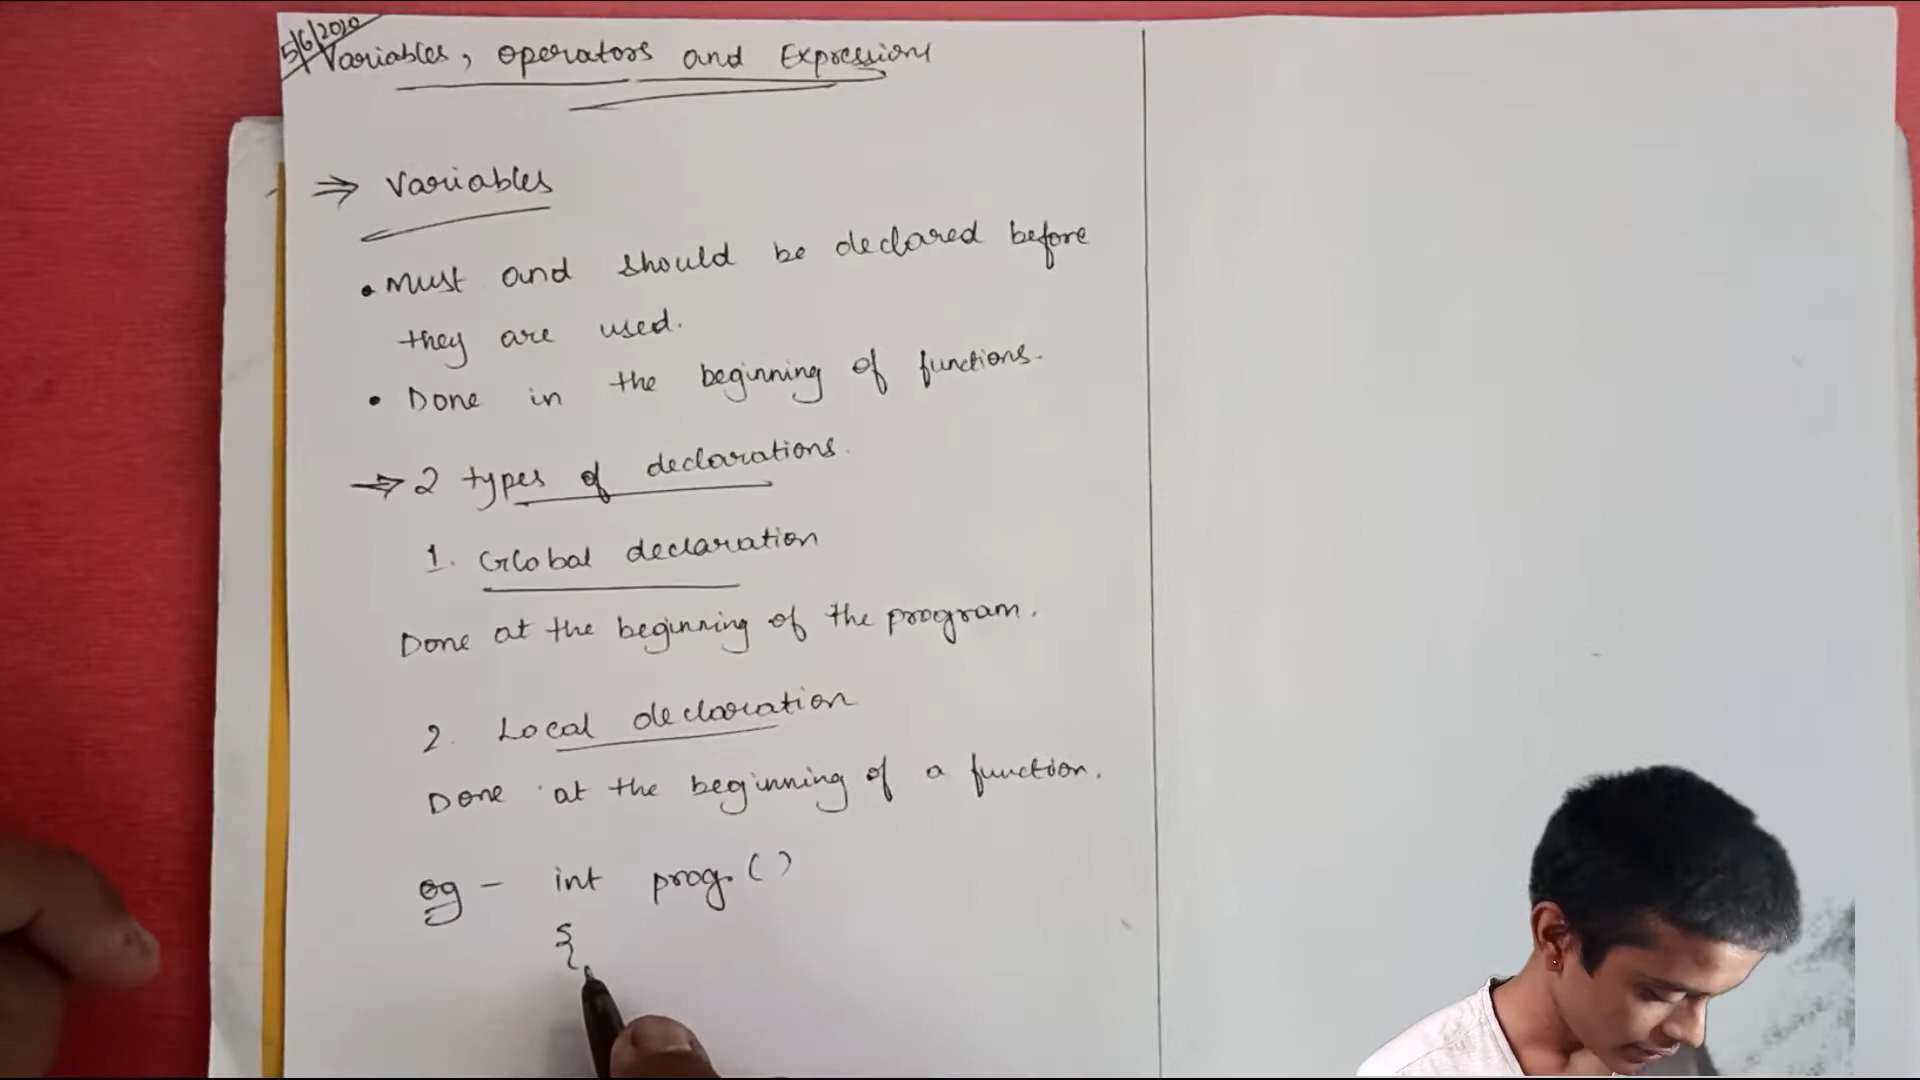 5/6/2020
Variables, operators and Expressions
⇒ Variables
• Must and should be declared before
they are used.
• Done in the beginning of functions.
→ 2 types of declarations.
1. Global declaration
Done at the beginning of the program.
2. Local declaration
Done at the beginning of a function.
eg – int prog.()
{